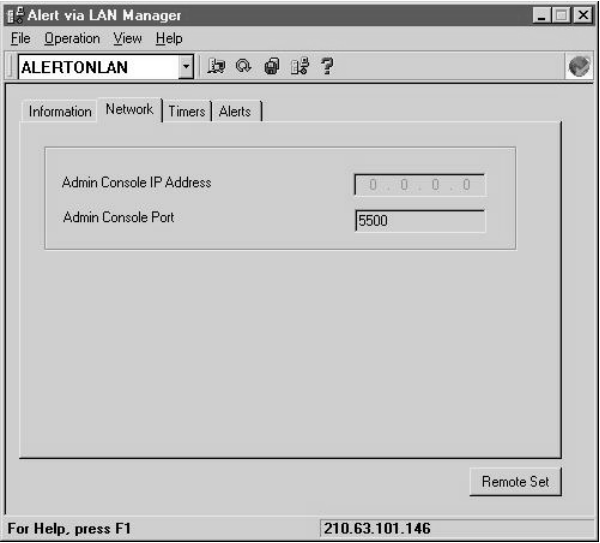 Alert via LAN Manager
File Operation View Help
ALERTONLAN
Information Network Timers Alerts
Admin Console IP Address 0 . 0 . 0 . 0
Admin Console Port 5500
Remote Set
For Help, press F1 210.63.101.146